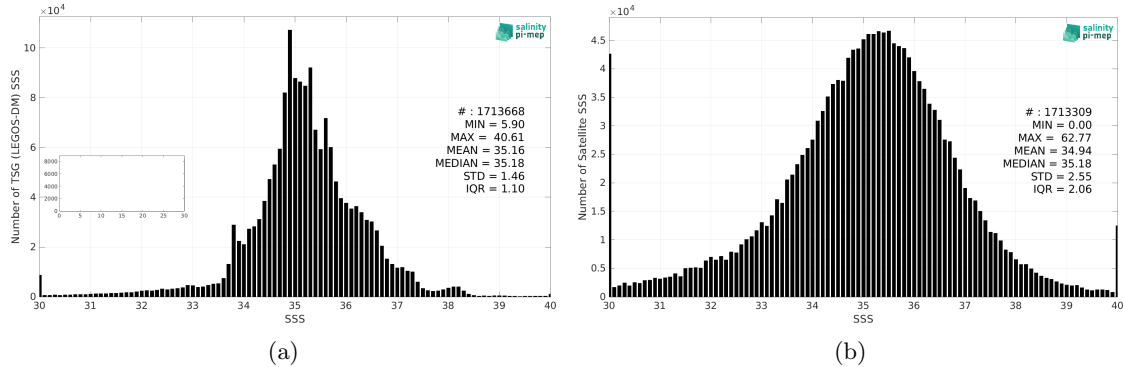 ×10⁴
salinity
pi-mep
10
8
6
4
2
0
Number of TSG (LEGOS-DM) SSS
# : 1713668
MIN = 5.90
MAX = 40.61
MEAN = 35.16
MEDIAN = 35.18
STD = 1.46
IQR = 1.10
8000
6000
4000
2000
0
0 5 10 15 20 25 30
30 31 32 33 34 35 36 37 38 39 40
SSS
(a)
×10⁴
salinity
pi-mep
4.5
4
3.5
3
2.5
2
1.5
1
0.5
0
Number of Satellite SSS
# : 1713309
MIN = 0.00
MAX = 62.77
MEAN = 34.94
MEDIAN = 35.18
STD = 2.55
IQR = 2.06
30 31 32 33 34 35 36 37 38 39 40
SSS
(b)